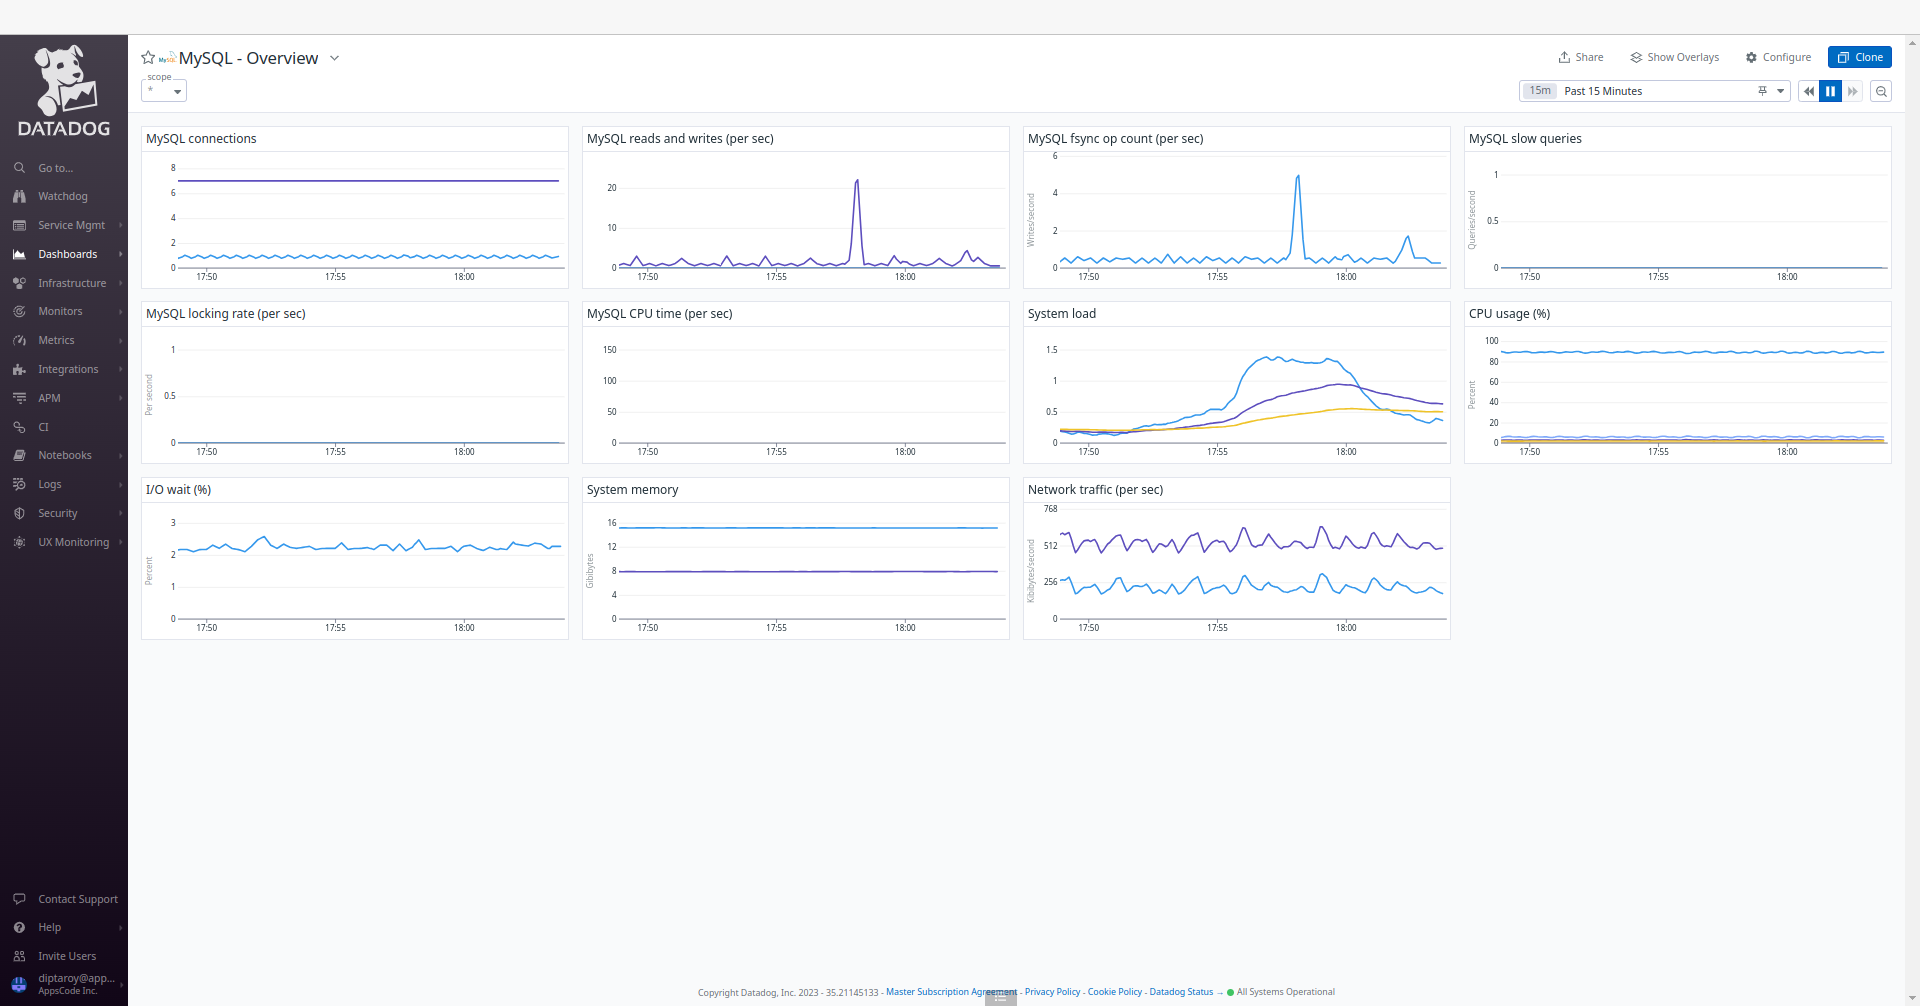 DATADOG
Go to...
Watchdog
Service Mgmt
Dashboards
Infrastructure
Monitors
Metrics
Integrations
APM
CI
Notebooks
Logs
Security
UX Monitoring
Contact Support
Help
Invite Users
diptaroy@app...
AppsCode Inc.
MySQL - Overview
Share
Show Overlays
Configure
Clone
scope
*
15m Past 15 Minutes
MySQL connections
8
6
4
2
0
17:50 17:55 18:00
MySQL reads and writes (per sec)
20
10
0
17:50 17:55 18:00
MySQL fsync op count (per sec)
Writes/second
6
4
2
0
17:50 17:55 18:00
MySQL slow queries
Queries/second
1
0.5
0
17:50 17:55 18:00
MySQL locking rate (per sec)
Per second
1
0.5
0
17:50 17:55 18:00
MySQL CPU time (per sec)
150
100
50
0
17:50 17:55 18:00
System load
1.5
1
0.5
0
17:50 17:55 18:00
CPU usage (%)
Percent
100
80
60
40
20
0
17:50 17:55 18:00
I/O wait (%)
Percent
3
2
1
0
17:50 17:55 18:00
System memory
Gibibytes
16
12
8
4
0
17:50 17:55 18:00
Network traffic (per sec)
Kibibytes/second
768
512
256
0
17:50 17:55 18:00
Copyright Datadog, Inc. 2023 - 35.21145133 - Master Subscription Agreement - Privacy Policy - Cookie Policy - Datadog Status → All Systems Operational